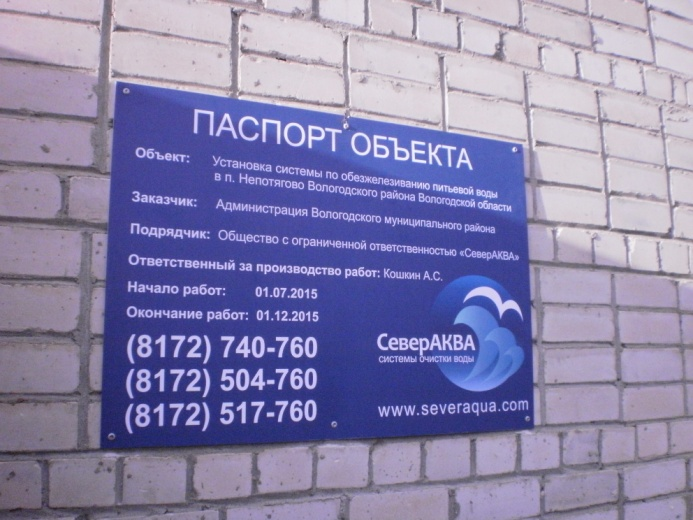 ПАСПОРТ ОБЪЕКТА
Объект: Установка системы по обезжелезиванию питьевой воды
в п. Непотягово Вологодского района Вологодской области
Заказчик: Администрация Вологодского муниципального района
Подрядчик: Общество с ограниченной ответственностью «СеверАКВА»
Ответственный за производство работ: Кошкин А.С.
Начало работ: 01.07.2015
Окончание работ: 01.12.2015
(8172) 740-760
(8172) 504-760
(8172) 517-760
СеверАКВА
системы очистки воды
www.severaqua.com